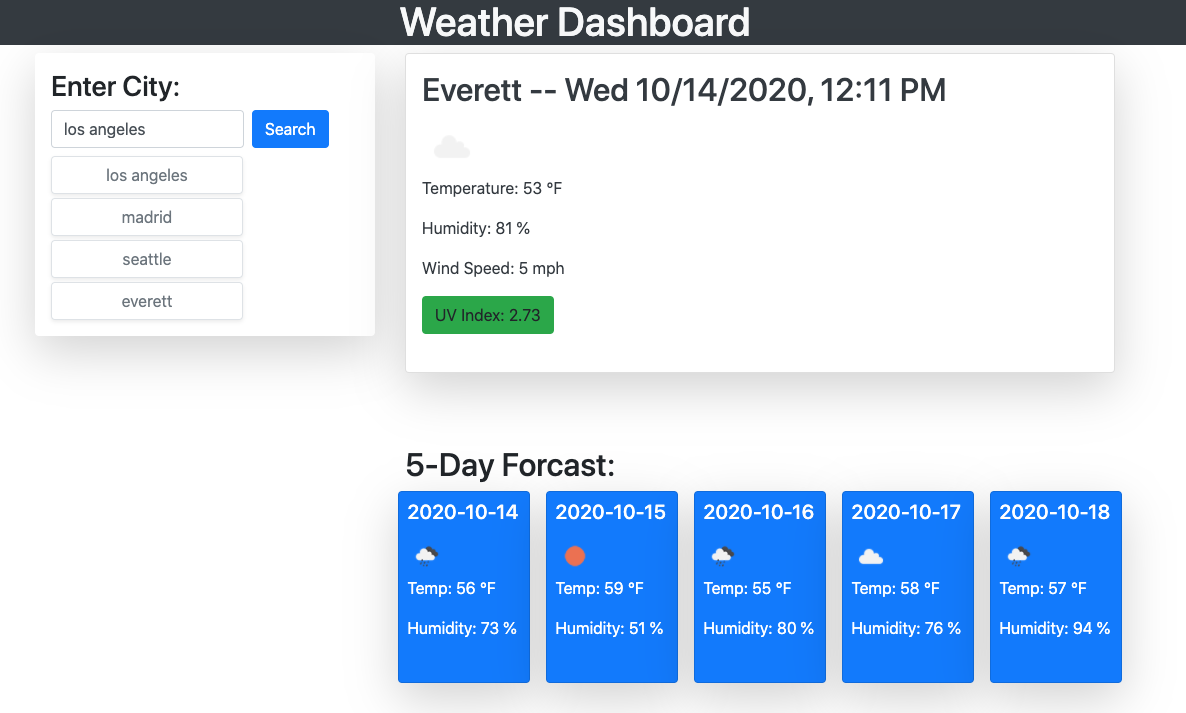 Weather Dashboard
Enter City:
los angeles
Search
los angeles
madrid
seattle
everett
Everett -- Wed 10/14/2020, 12:11 PM
Temperature: 53 °F
Humidity: 81 %
Wind Speed: 5 mph
UV Index: 2.73
5-Day Forcast:
2020-10-14
Temp: 56 °F
Humidity: 73 %
2020-10-15
Temp: 59 °F
Humidity: 51 %
2020-10-16
Temp: 55 °F
Humidity: 80 %
2020-10-17
Temp: 58 °F
Humidity: 76 %
2020-10-18
Temp: 57 °F
Humidity: 94 %